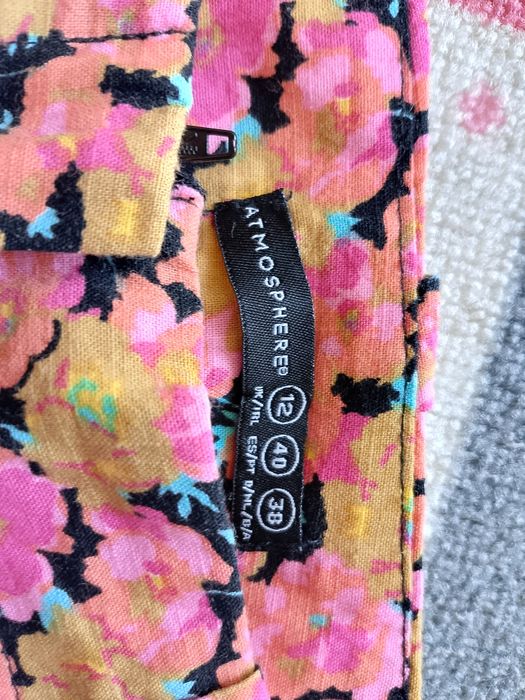 ATMOSPHERE®
12 40 38
UK/IRL ES/PT D/NL/B/A